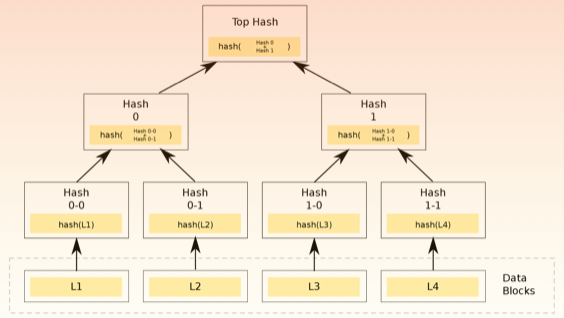 Top Hash
hash( Hash 0
+
Hash 1 )
Hash
0
hash( Hash 0-0
+
Hash 0-1 )
Hash
1
hash( Hash 1-0
+
Hash 1-1 )
Hash
0-0
hash(L1)
Hash
0-1
hash(L2)
Hash
1-0
hash(L3)
Hash
1-1
hash(L4)
L1
L2
L3
L4
Data
Blocks